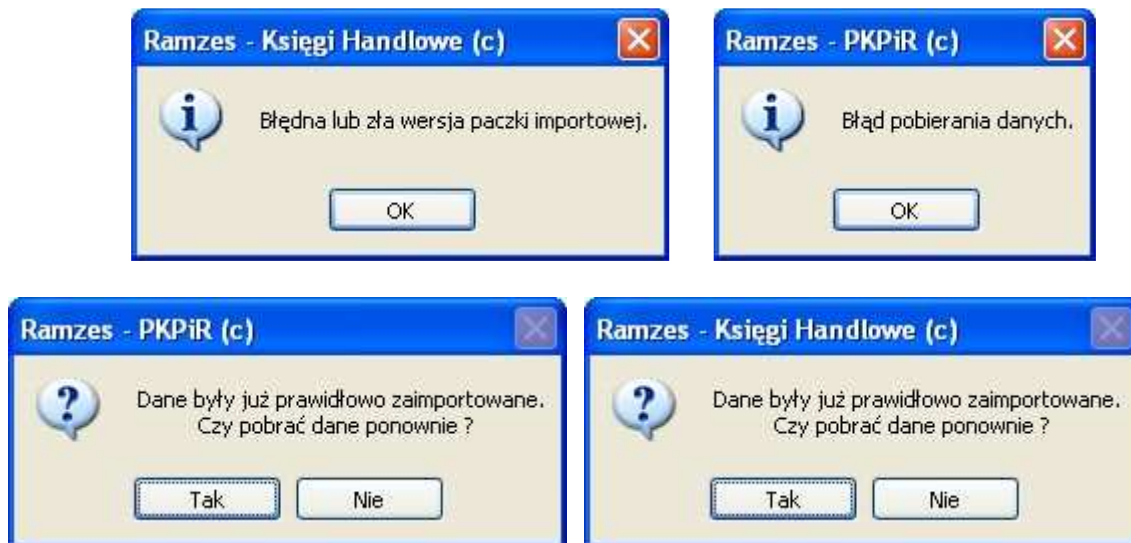 Ramzes - Księgi Handlowe (c)
Błędna lub zła wersja paczki importowej.
OK
Ramzes - PKPiR (c)
Błąd pobierania danych.
OK
Ramzes - PKPiR (c)
Dane były już prawidłowo zaimportowane.
Czy pobrać dane ponownie ?
Tak
Nie
Ramzes - Księgi Handlowe (c)
Dane były już prawidłowo zaimportowane.
Czy pobrać dane ponownie ?
Tak
Nie